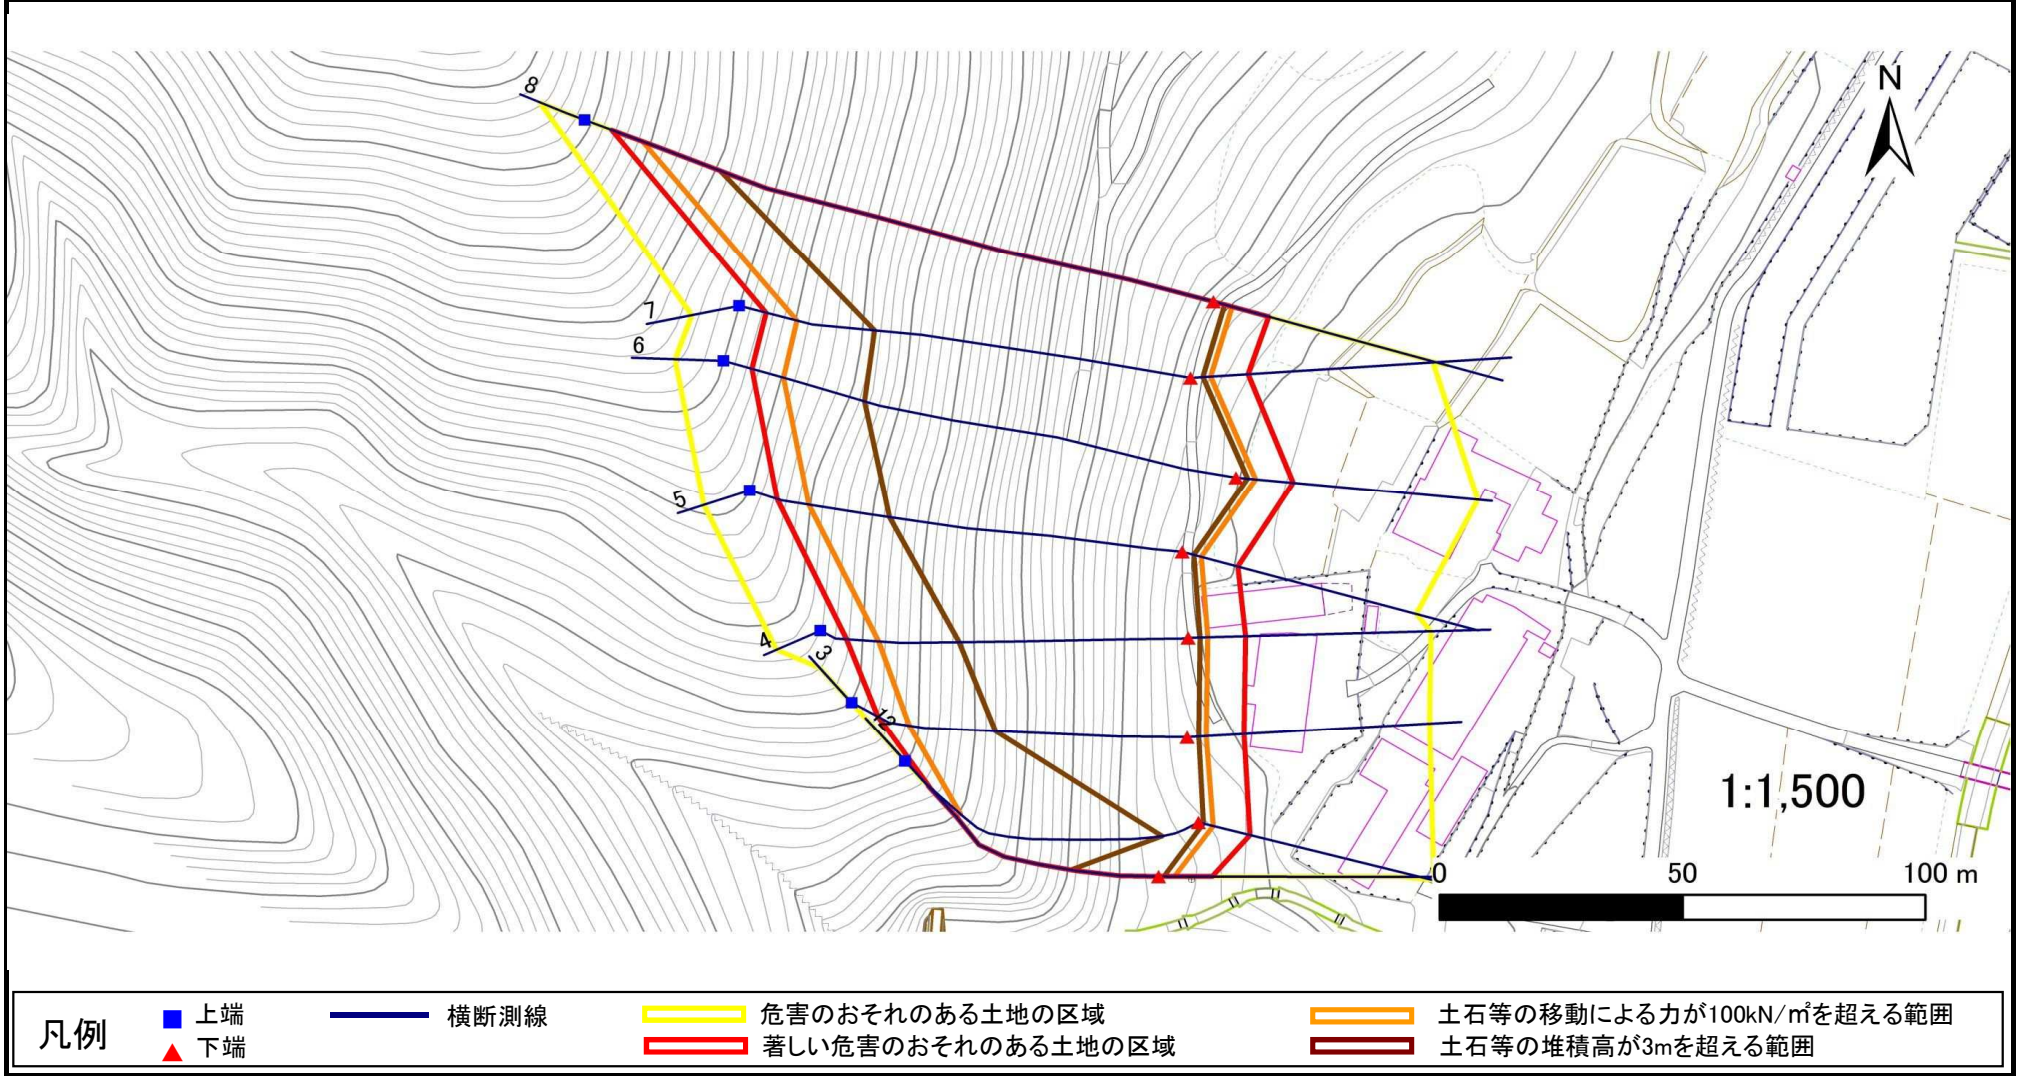 8
N
7
6
5
4
3
12
1:1,500
0 50 100 m
凡例
上端 横断測線 危害のおそれのある土地の区域 土石等の移動による力が100kN/㎡を超える範囲
下端 著しい危害のおそれのある土地の区域 土石等の堆積高が3mを超える範囲